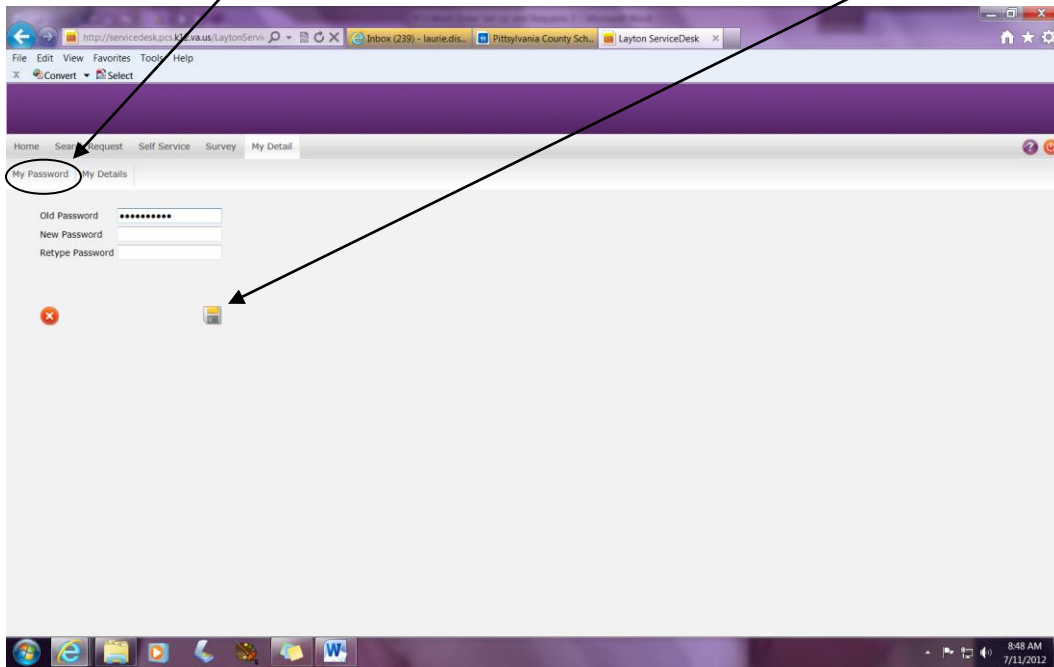 http://servicedesk.pcs.k12.va.us/LaytonServi
Inbox (239) - laurie.dis...
Pittsylvania County Sch...
Layton ServiceDesk
File Edit View Favorites Tools Help
Convert Select
Home Search Request Self Service Survey My Detail
My Password My Details
Old Password
New Password
Retype Password
8:48 AM
7/11/2012